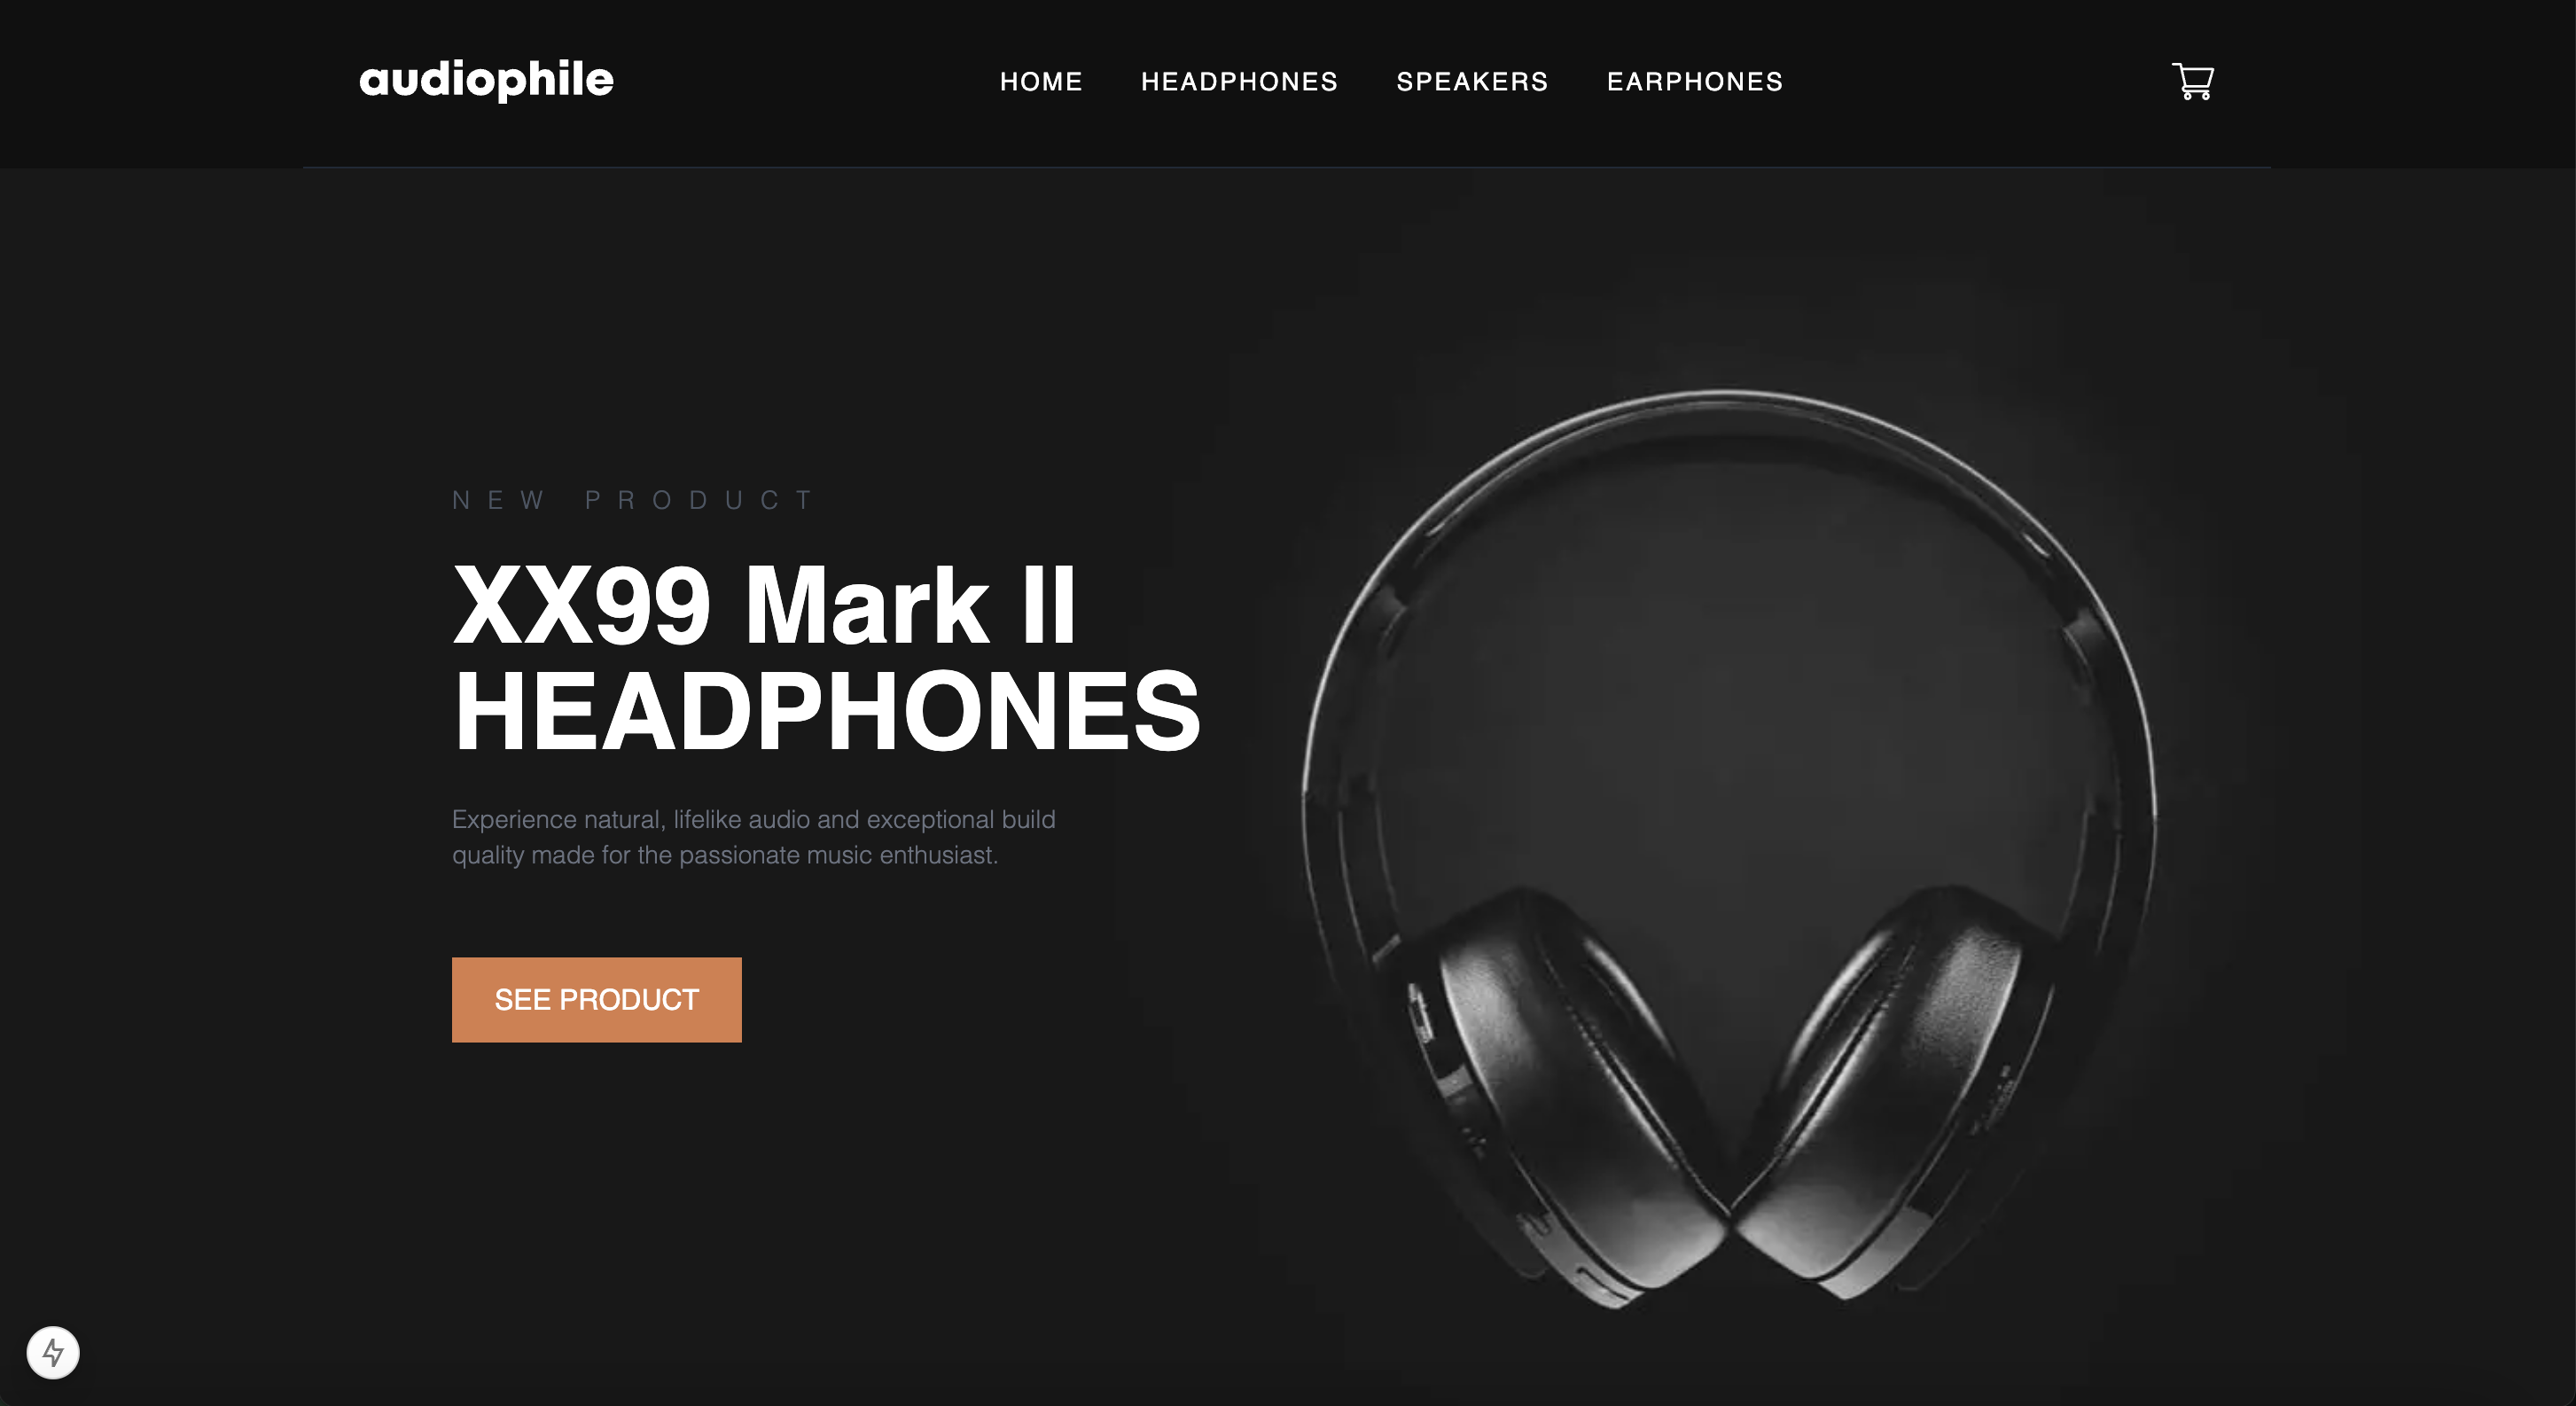 audiophile
HOME HEADPHONES SPEAKERS EARPHONES
NEW PRODUCT
XX99 Mark II
HEADPHONES
Experience natural, lifelike audio and exceptional build
quality made for the passionate music enthusiast.
SEE PRODUCT